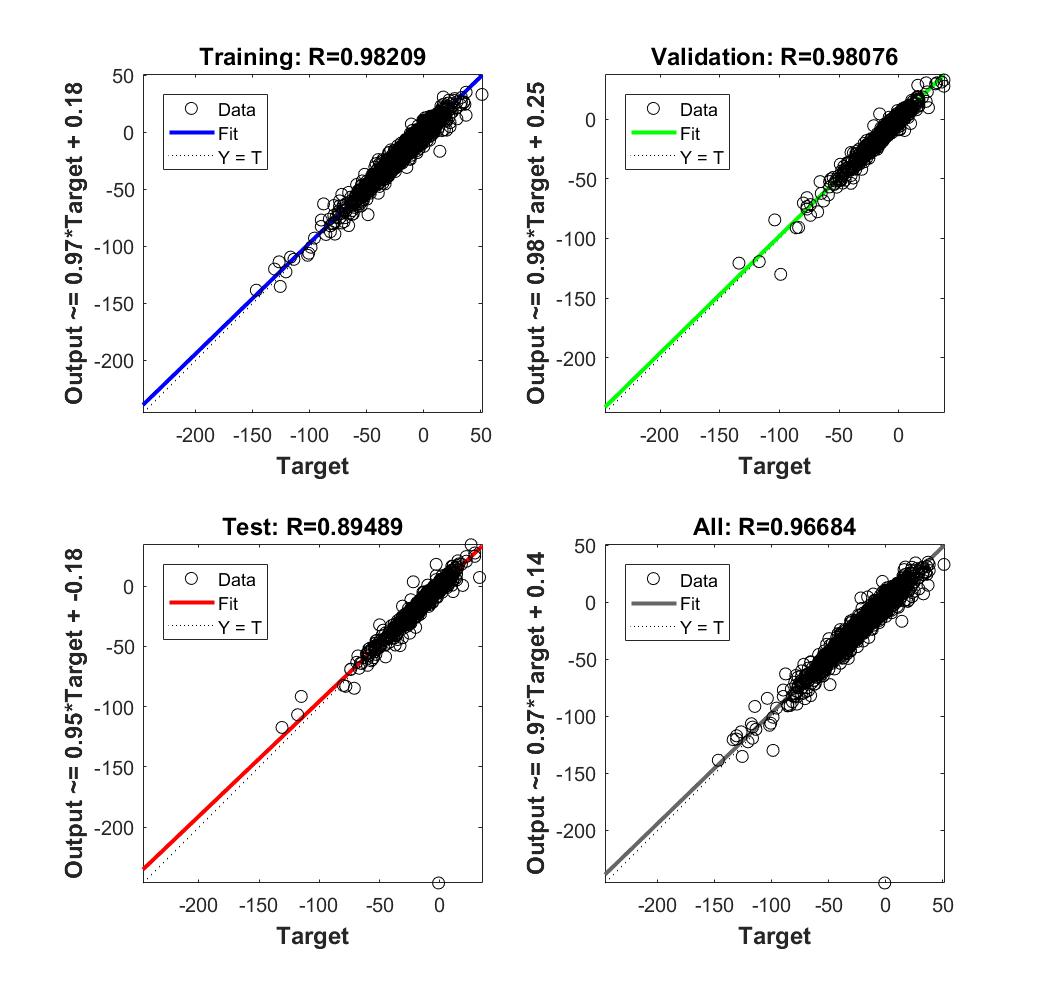 Training: R=0.98209
Output ~= 0.97*Target + 0.18
50
0
-50
-100
-150
-200
Data
Fit
Y = T
-200 -150 -100 -50 0 50
Target
Validation: R=0.98076
Output ~= 0.98*Target + 0.25
0
-50
-100
-150
-200
Data
Fit
Y = T
-200 -150 -100 -50 0
Target
Test: R=0.89489
Output ~= 0.95*Target + -0.18
0
-50
-100
-150
-200
Data
Fit
Y = T
-200 -150 -100 -50 0
Target
All: R=0.96684
Output ~= 0.97*Target + 0.14
50
0
-50
-100
-150
-200
Data
Fit
Y = T
-200 -150 -100 -50 0 50
Target